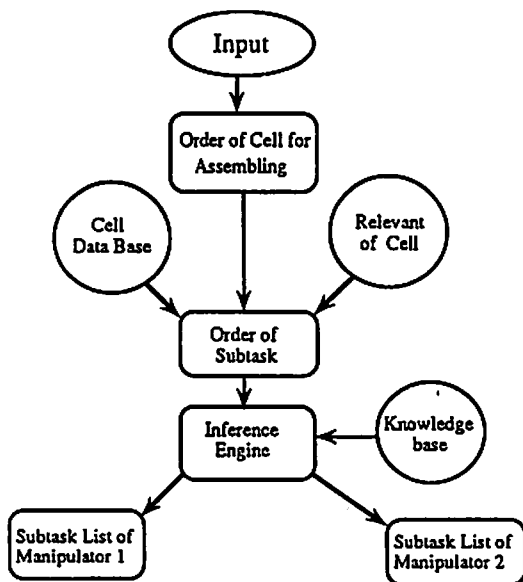 Input
Order of Cell for
Assembling
Cell
Data Base
Relevant
of Cell
Order of
Subtask
Inference
Engine
Knowledge
base
Subtask List of
Manipulator 1
Subtask List of
Manipulator 2